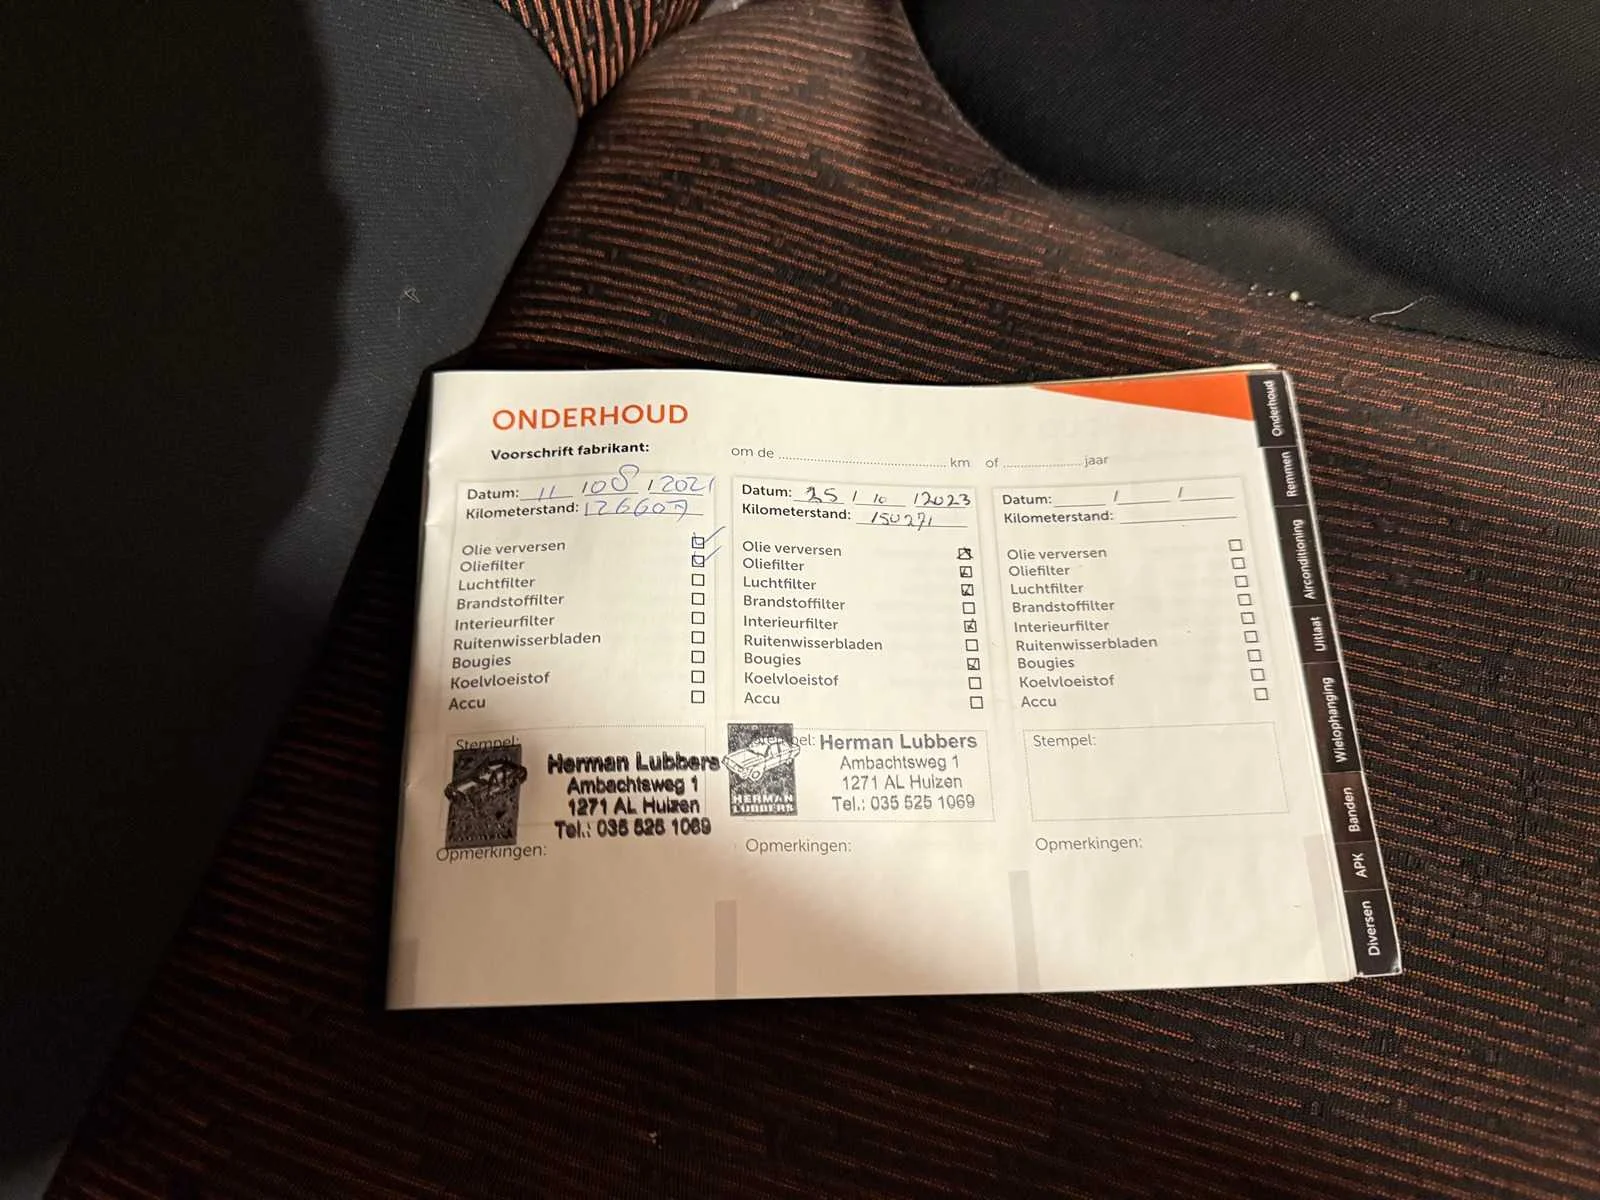 ONDERHOUD
Voorschrift fabrikant: om de ........ km of ........ jaar
Datum: 11 / 08 / 2021
Kilometerstand: 126607
Olie verversen
Oliefilter
Luchtfilter
Brandstoffilter
Interieurfilter
Ruitenwisserbladen
Bougies
Koelvloeistof
Accu
Stempel:
Herman Lubbers
Ambachtsweg 1
1271 AL Huizen
Tel.: 035 525 1069
Opmerkingen:
Datum: 25 / 10 / 2023
Kilometerstand: 150271
Olie verversen
Oliefilter
Luchtfilter
Brandstoffilter
Interieurfilter
Ruitenwisserbladen
Bougies
Koelvloeistof
Accu
Stempel:
HERMAN
LUBBERS
Herman Lubbers
Ambachtsweg 1
1271 AL Huizen
Tel.: 035 525 1069
Opmerkingen:
Datum: / /
Kilometerstand:
Olie verversen
Oliefilter
Luchtfilter
Brandstoffilter
Interieurfilter
Ruitenwisserbladen
Bougies
Koelvloeistof
Accu
Stempel:
Opmerkingen:
Onderhoud
Remmen
Airconditioning
Uitlaat
Wielophanging
Banden
APK
Diversen